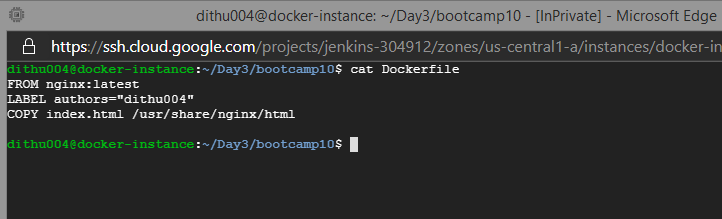 dithu004@docker-instance: ~/Day3/bootcamp10 - [InPrivate] - Microsoft Edge
https://ssh.cloud.google.com/projects/jenkins-304912/zones/us-central1-a/instances/docker-in
dithu004@docker-instance:~/Day3/bootcamp10$ cat Dockerfile
FROM nginx:latest
LABEL authors="dithu004"
COPY index.html /usr/share/nginx/html
dithu004@docker-instance:~/Day3/bootcamp10$